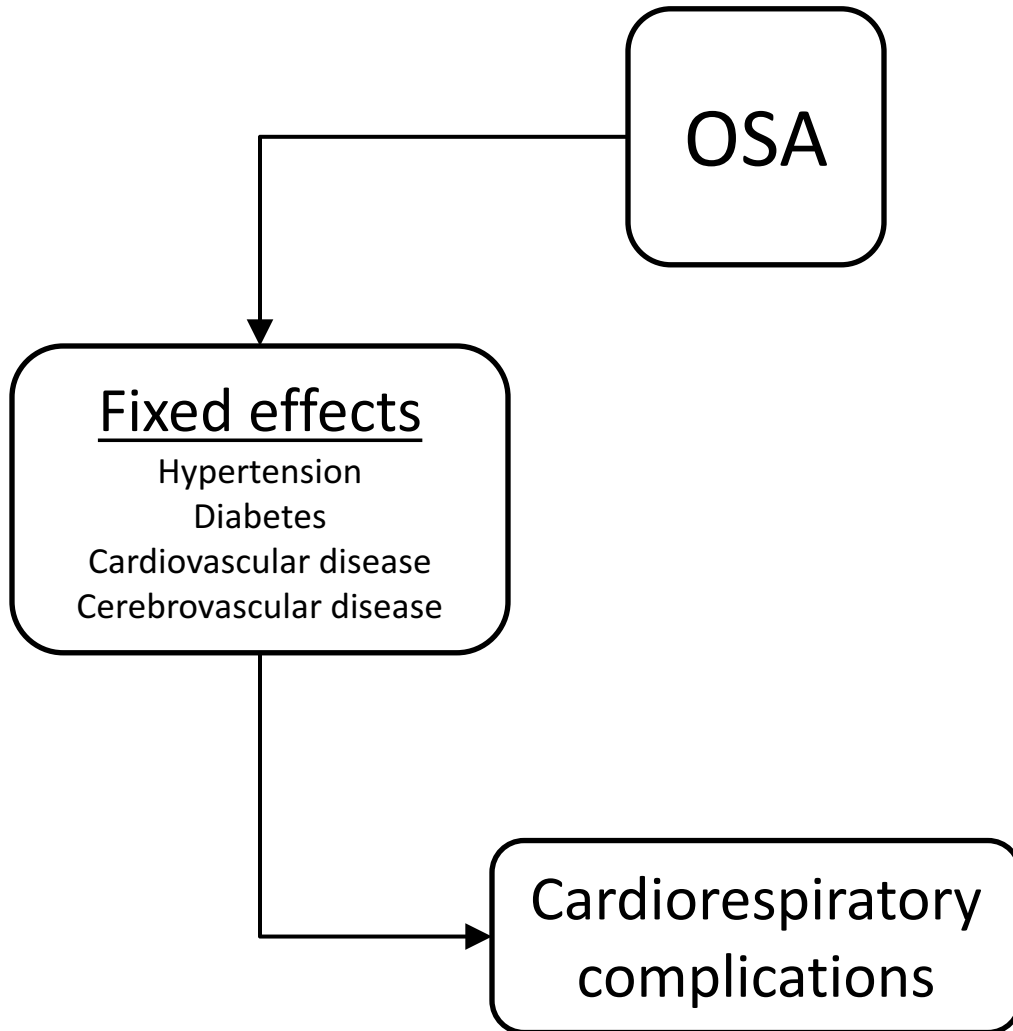 OSA
Fixed effects
Hypertension
Diabetes
Cardiovascular disease
Cerebrovascular disease
Cardiorespiratory
complications